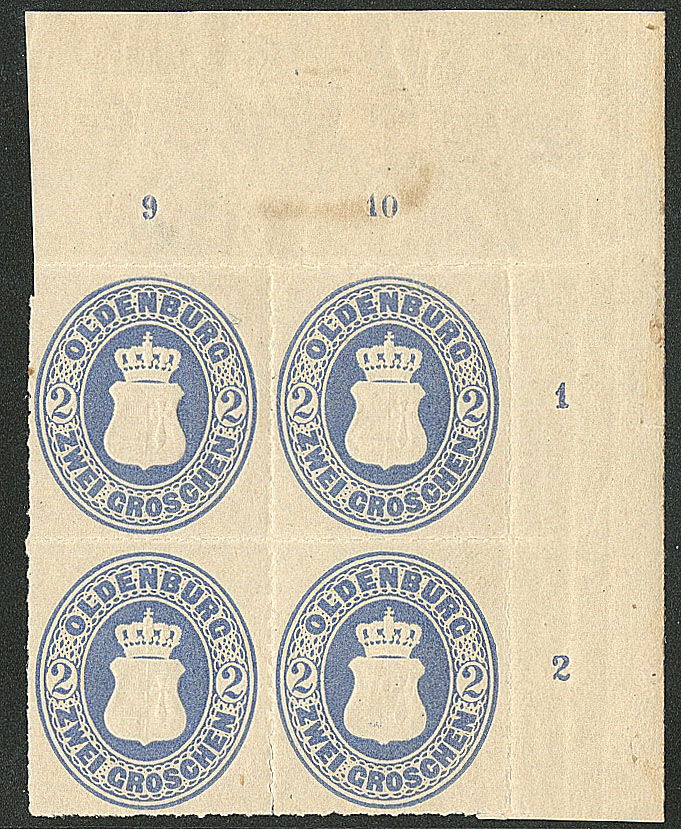 9 10
OLDENBURG OLDENBURG
2 2 2 2 1
ZWEI GROSCHEN ZWEI GROSCHEN
OLDENBURG OLDENBURG
2 2 2 2 2
ZWEI GROSCHEN ZWEI GROSCHEN